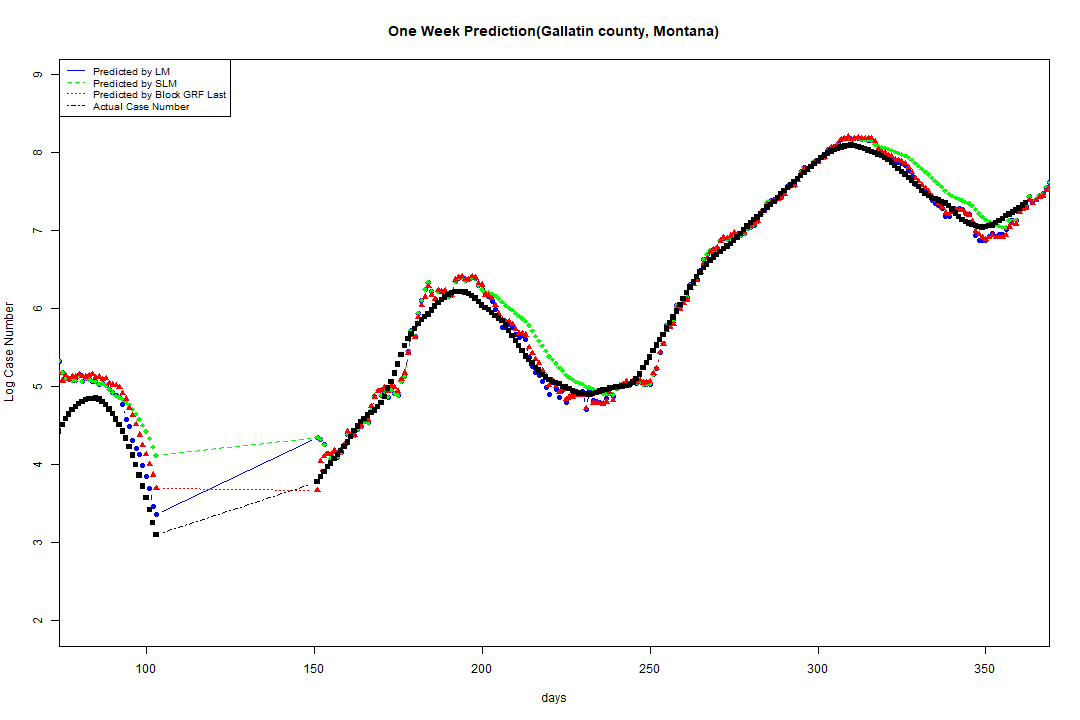 One Week Prediction(Gallatin county, Montana)
Predicted by LM
Predicted by SLM
Predicted by Block GRF Last
Actual Case Number
9
8
7
6
5
4
3
2
Log Case Number
100 150 200 250 300 350
days